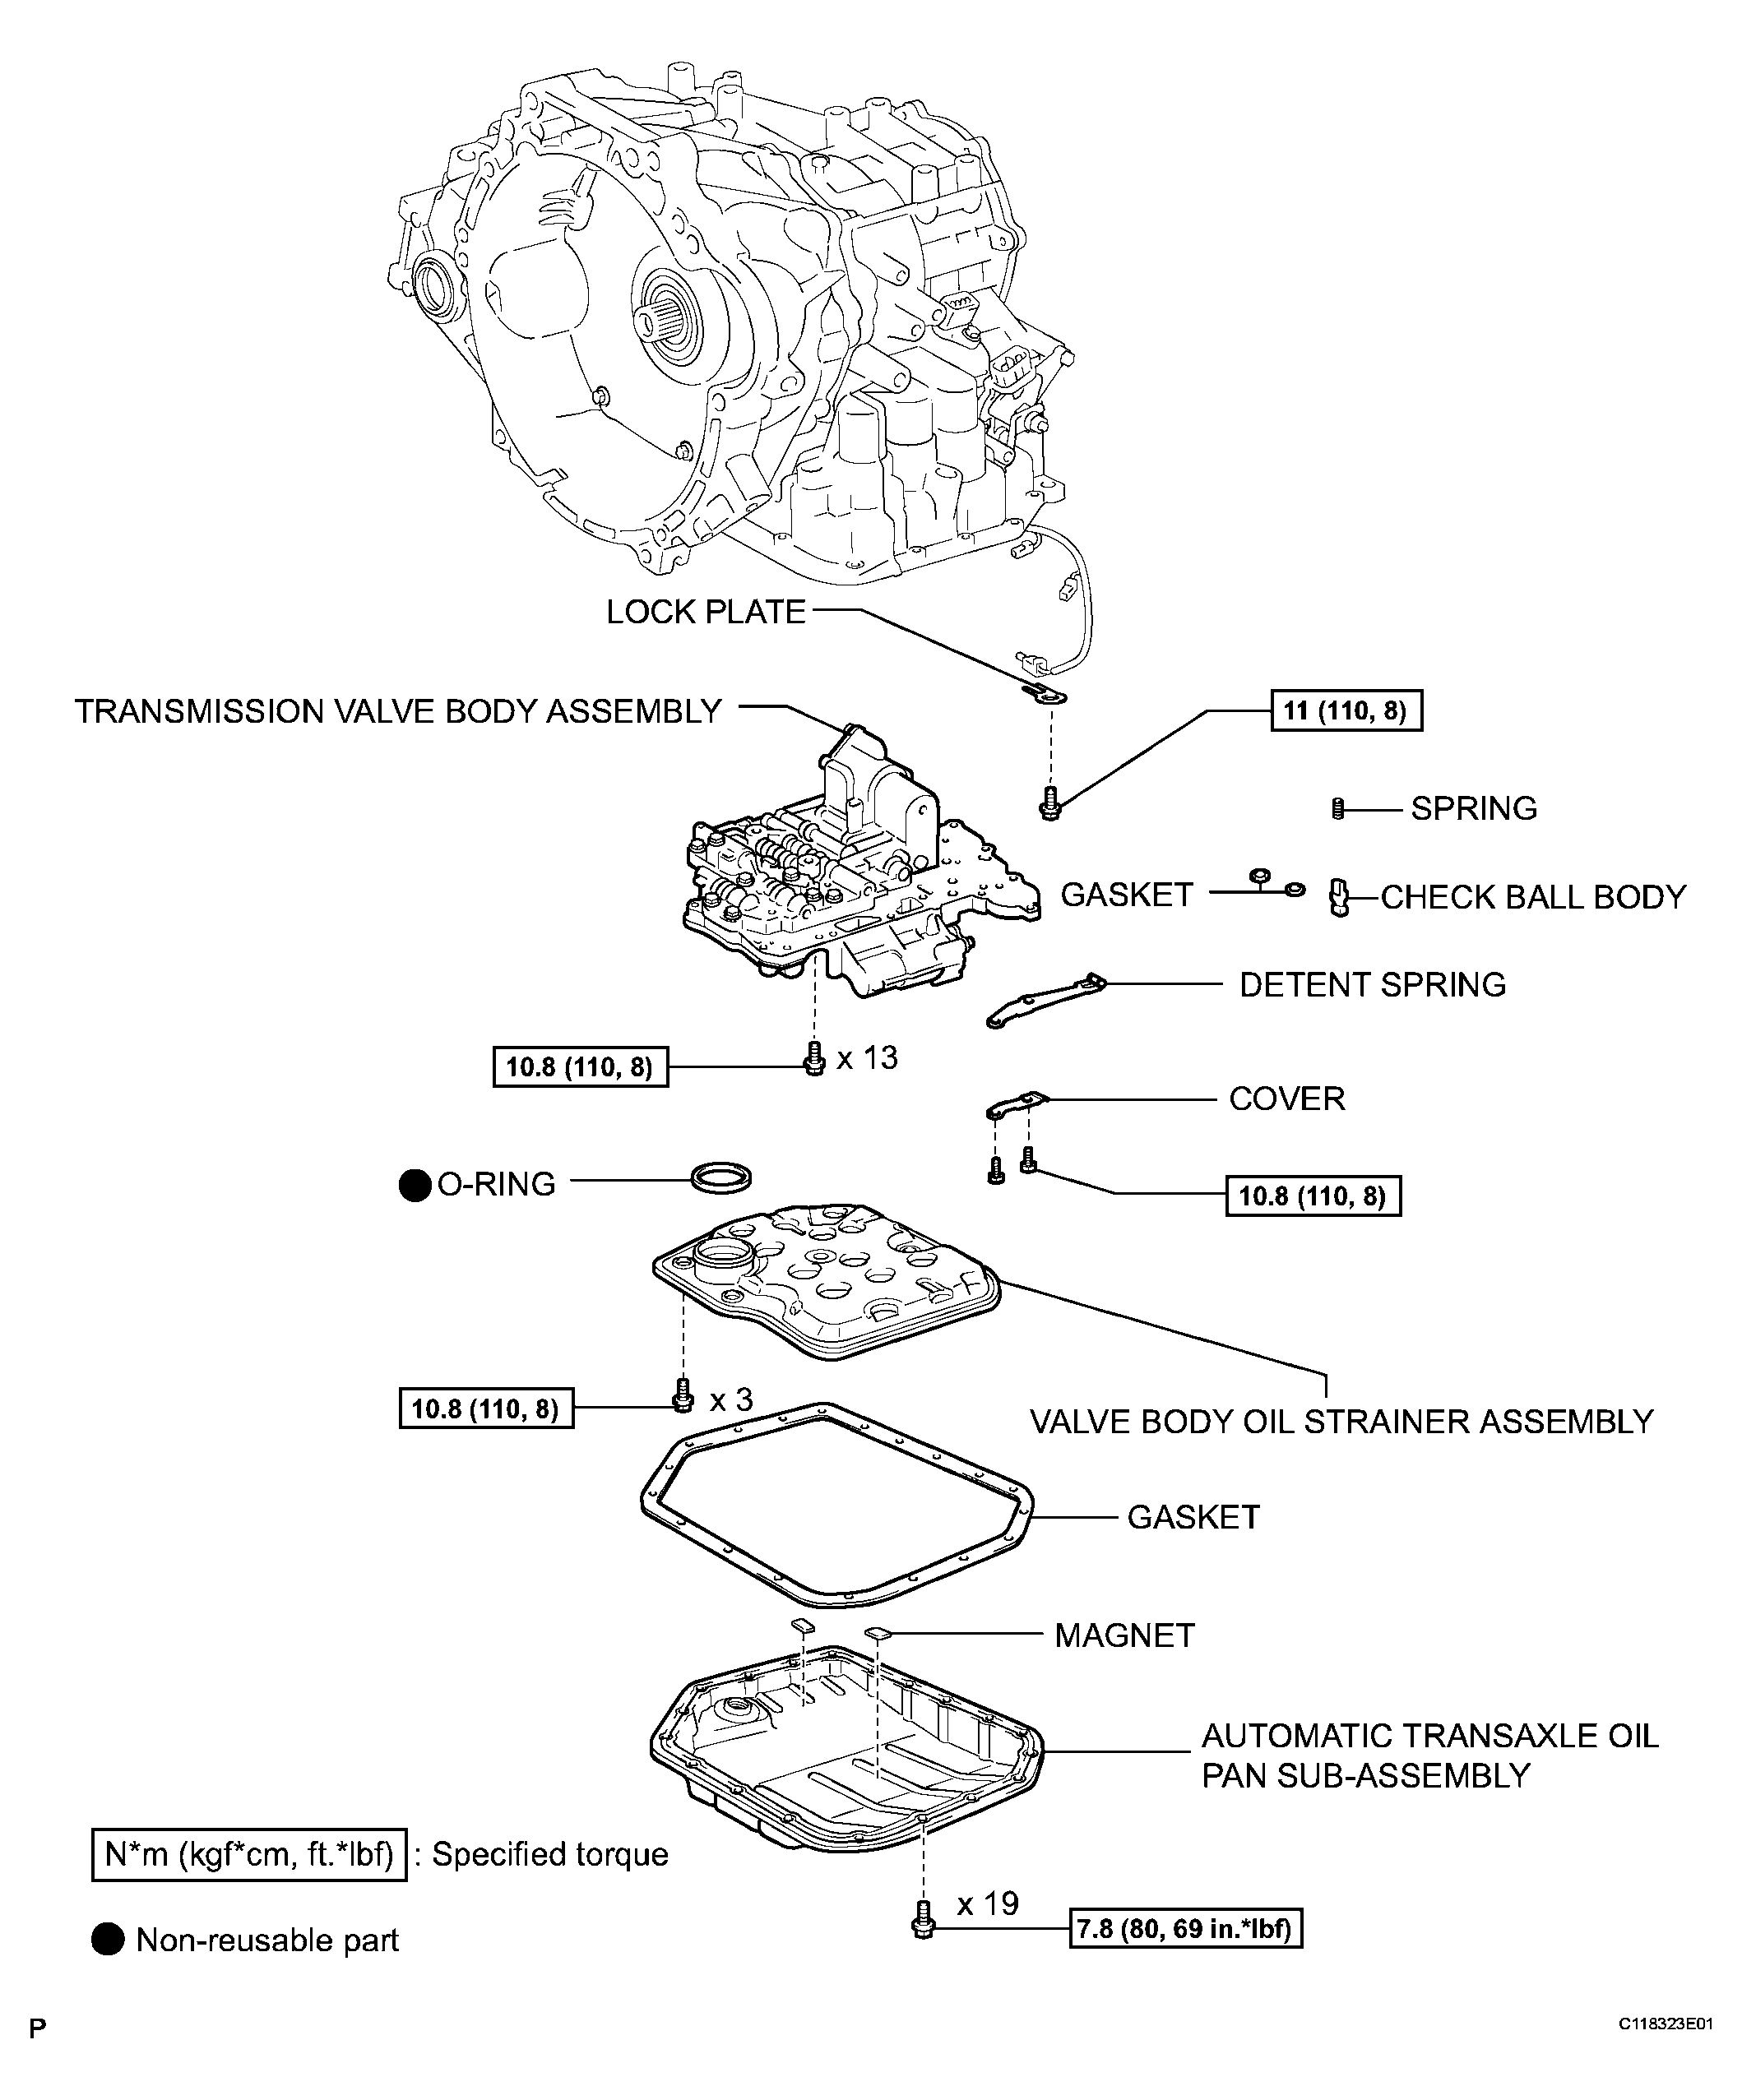 LOCK PLATE
TRANSMISSION VALVE BODY ASSEMBLY
11 (110, 8)
SPRING
GASKET
CHECK BALL BODY
DETENT SPRING
10.8 (110, 8)
x 13
COVER
O-RING
10.8 (110, 8)
10.8 (110, 8)
x 3
VALVE BODY OIL STRAINER ASSEMBLY
GASKET
MAGNET
AUTOMATIC TRANSAXLE OIL
PAN SUB-ASSEMBLY
N*m (kgf*cm, ft.*lbf) : Specified torque
x 19
7.8 (80, 69 in.*lbf)
Non-reusable part
P
C118323E01